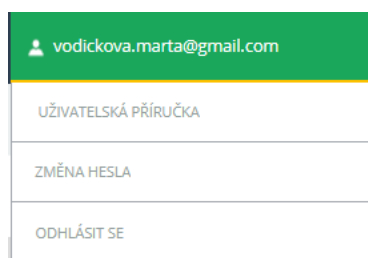 vodickova.marta@gmail.com
UŽIVATELSKÁ PŘÍRUČKA
ZMĚNA HESLA
ODHLÁSIT SE